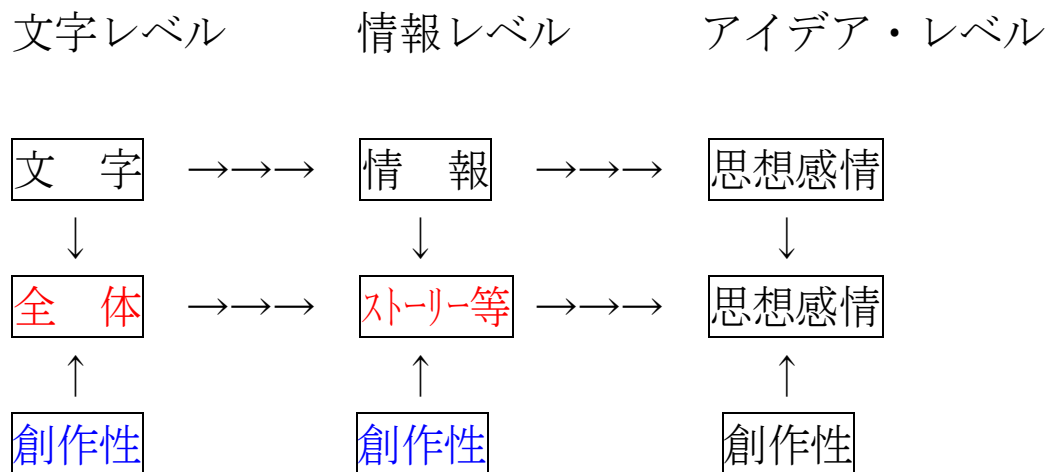 文字レベル 情報レベル アイデア・レベル
文 字 →→→ 情 報 →→→ 思想感情
↓ ↓ ↓
全 体 →→→ ストーリー等 →→→ 思想感情
↑ ↑ ↑
創作性 創作性 創作性